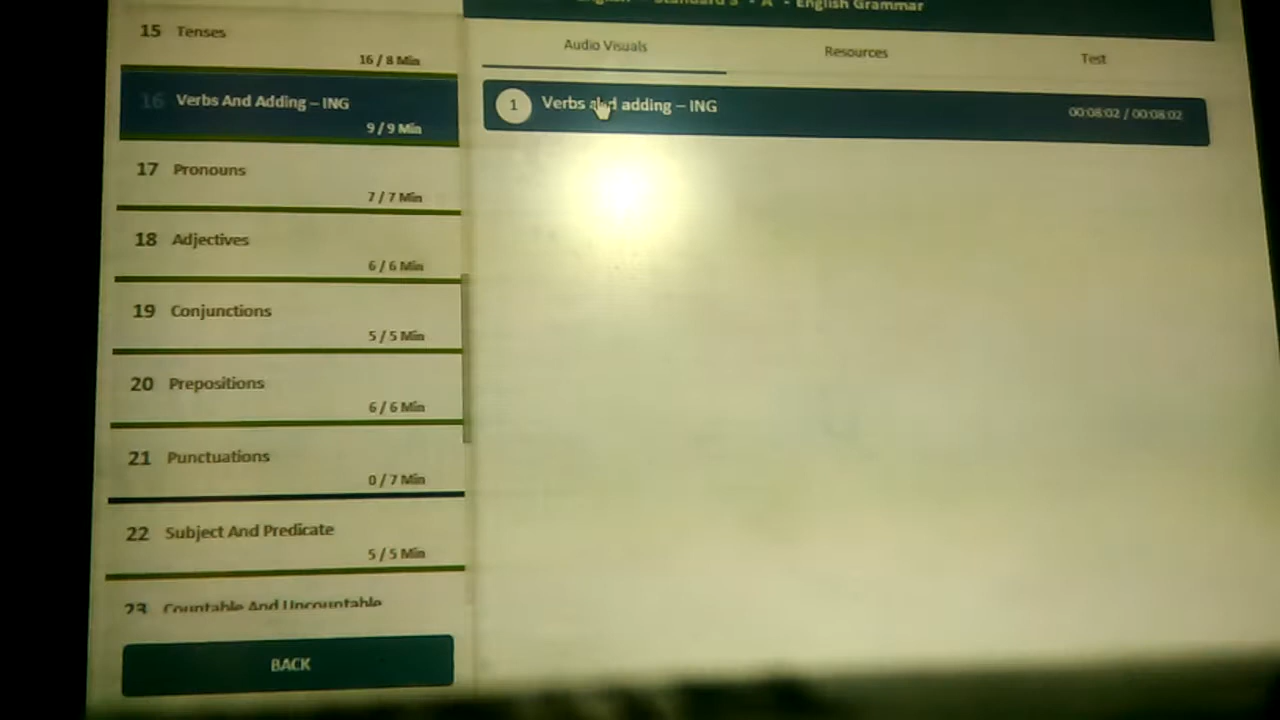 English Grammar
Audio Visuals
Resources
Test
15 Tenses
16 / 8 Min
16 Verbs And Adding – ING
9 / 9 Min
17 Pronouns
7 / 7 Min
18 Adjectives
6 / 6 Min
19 Conjunctions
5 / 5 Min
20 Prepositions
6 / 6 Min
21 Punctuations
0 / 7 Min
22 Subject And Predicate
5 / 5 Min
23 Countable And Uncountable
BACK
1 Verbs and adding – ING
00:08:02 / 00:08:02